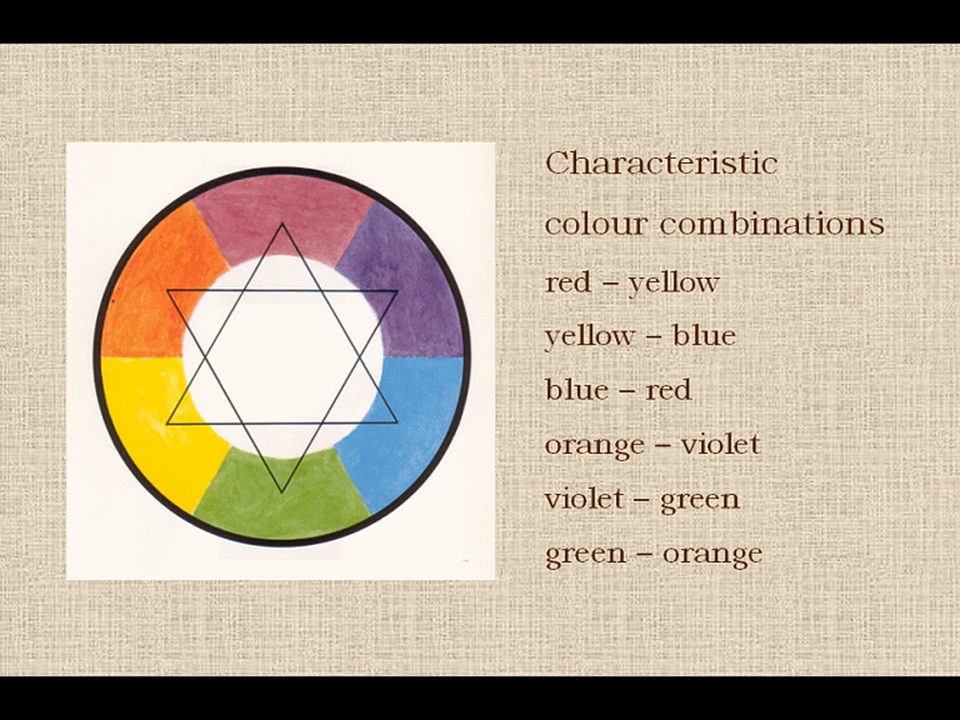 Characteristic
colour combinations
red – yellow
yellow – blue
blue – red
orange – violet
violet – green
green – orange